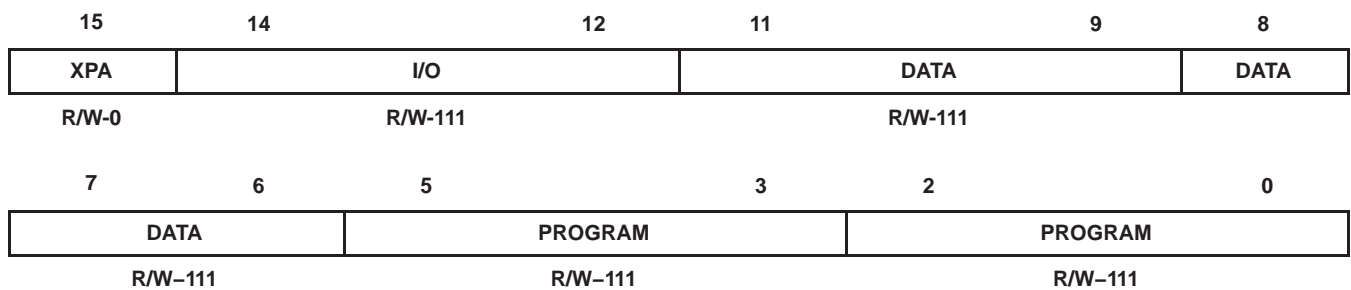 15 14 12 11 9 8
XPA I/O DATA DATA
R/W-0 R/W-111 R/W-111
7 6 5 3 2 0
DATA PROGRAM PROGRAM
R/W–111 R/W–111 R/W–111